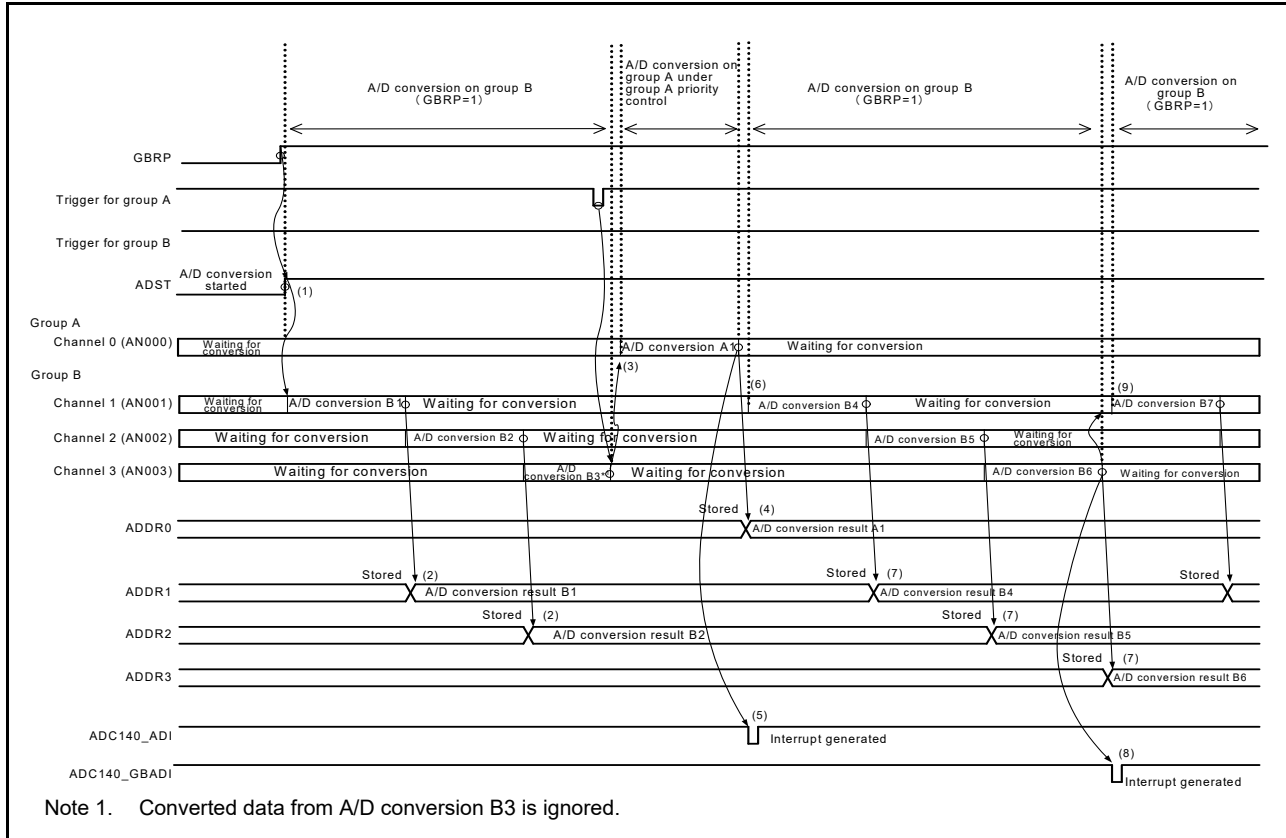 A/D conversion on group B
(GBRP=1)
A/D conversion on
group A under
group A priority
control
A/D conversion on group B
(GBRP=1)
A/D conversion on
group B
(GBRP=1)
GBRP
Trigger for group A
Trigger for group B
ADST
A/D conversion
started
(1)
Group A
Channel 0 (AN000)
Waiting for
conversion
A/D conversion A1
Waiting for conversion
(3)
Group B
(6)
(9)
Channel 1 (AN001)
Waiting for
conversion
A/D conversion B1
Waiting for conversion
A/D conversion B4
Waiting for conversion
A/D conversion B7
Channel 2 (AN002)
Waiting for conversion
A/D conversion B2
Waiting for conversion
A/D conversion B5
Waiting for
conversion
Channel 3 (AN003)
Waiting for conversion
A/D
conversion B3*
Waiting for conversion
A/D conversion B6
Waiting for conversion
Stored (4)
ADDR0
A/D conversion result A1
Stored (2)
Stored (7)
Stored
ADDR1
A/D conversion result B1
A/D conversion result B4
Stored (2)
Stored (7)
ADDR2
A/D conversion result B2
A/D conversion result B5
Stored (7)
ADDR3
A/D conversion result B6
(5)
ADC140_ADI
Interrupt generated
(8)
ADC140_GBADI
Interrupt generated
Note 1. Converted data from A/D conversion B3 is ignored.